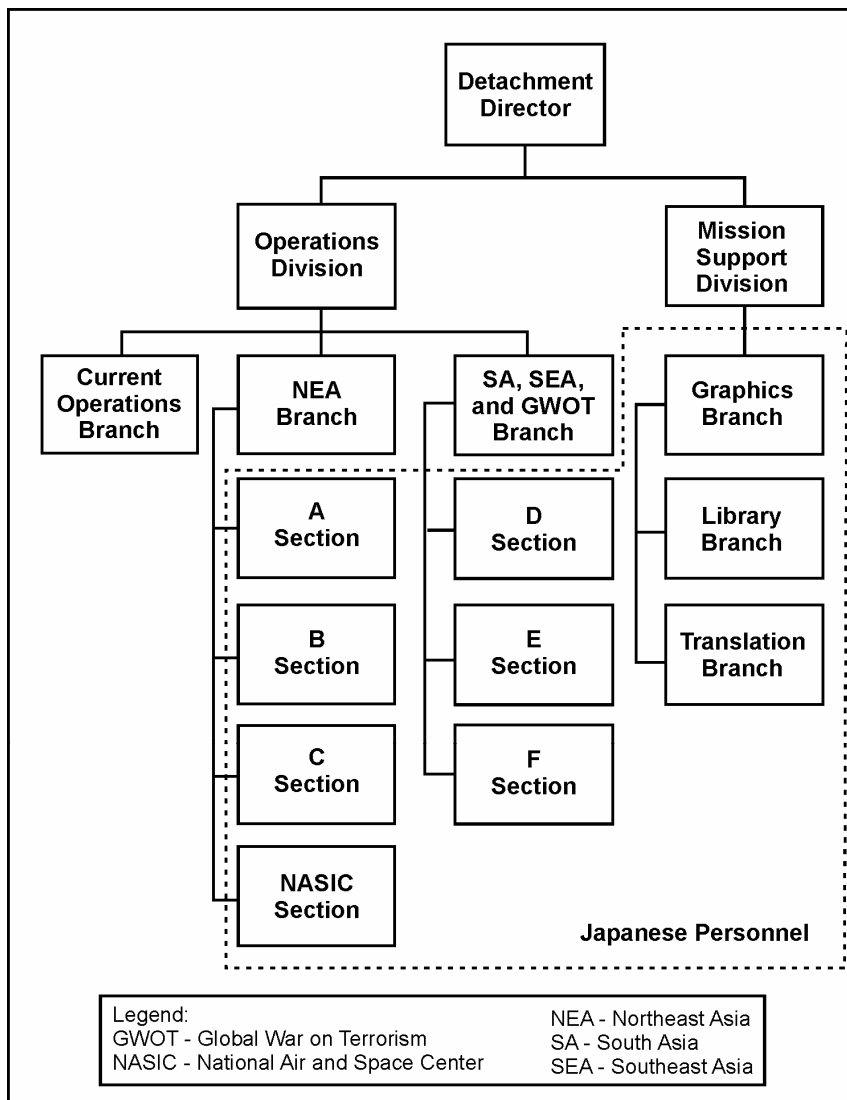 Detachment
Director
Operations
Division
Mission
Support
Division
Current
Operations
Branch
NEA
Branch
SA, SEA,
and GWOT
Branch
Graphics
Branch
A
Section
D
Section
Library
Branch
B
Section
E
Section
Translation
Branch
C
Section
F
Section
NASIC
Section
Japanese Personnel
Legend:
GWOT - Global War on Terrorism
NASIC - National Air and Space Center
NEA - Northeast Asia
SA - South Asia
SEA - Southeast Asia